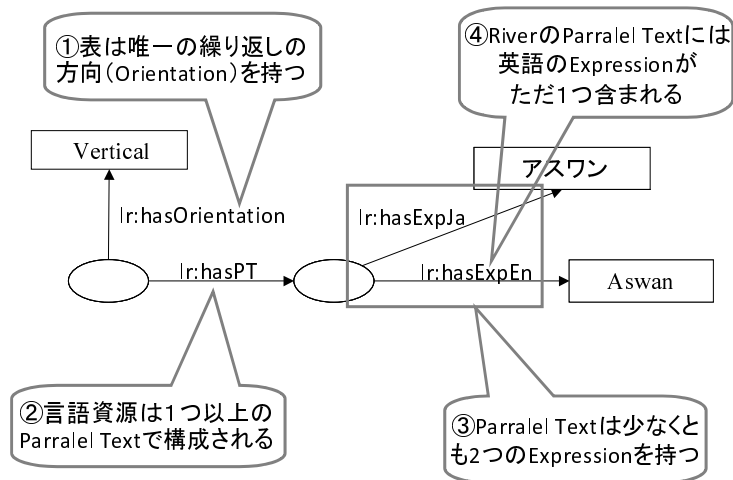 ①表は唯一の繰り返しの
方向(Orientation)を持つ
④RiverのParralel Textには
英語のExpressionが
ただ1つ含まれる
Vertical
アスワン
lr:hasOrientation
lr:hasExpJa
lr:hasPT
lr:hasExpEn
Aswan
②言語資源は1つ以上の
Parralel Textで構成される
③Parralel Textは少なくと
も2つのExpressionを持つ